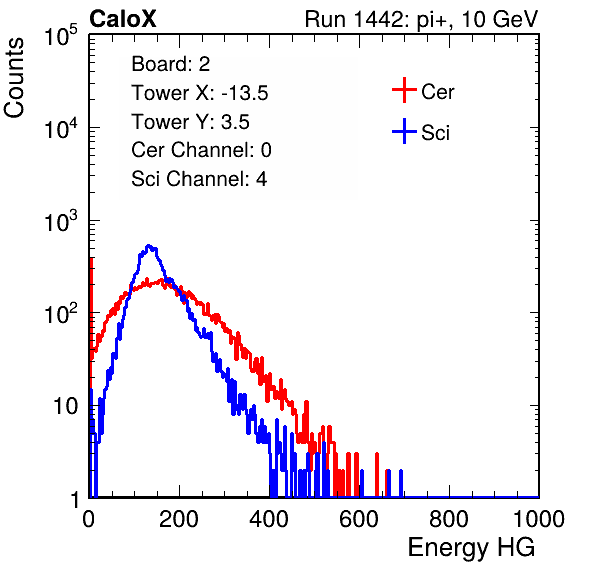 CaloX Run 1442: pi+, 10 GeV
Counts
Board: 2
Tower X: -13.5
Tower Y: 3.5
Cer Channel: 0
Sci Channel: 4
Cer
Sci
10^5
10^4
10^3
10^2
10
1
0 200 400 600 800 1000
Energy HG